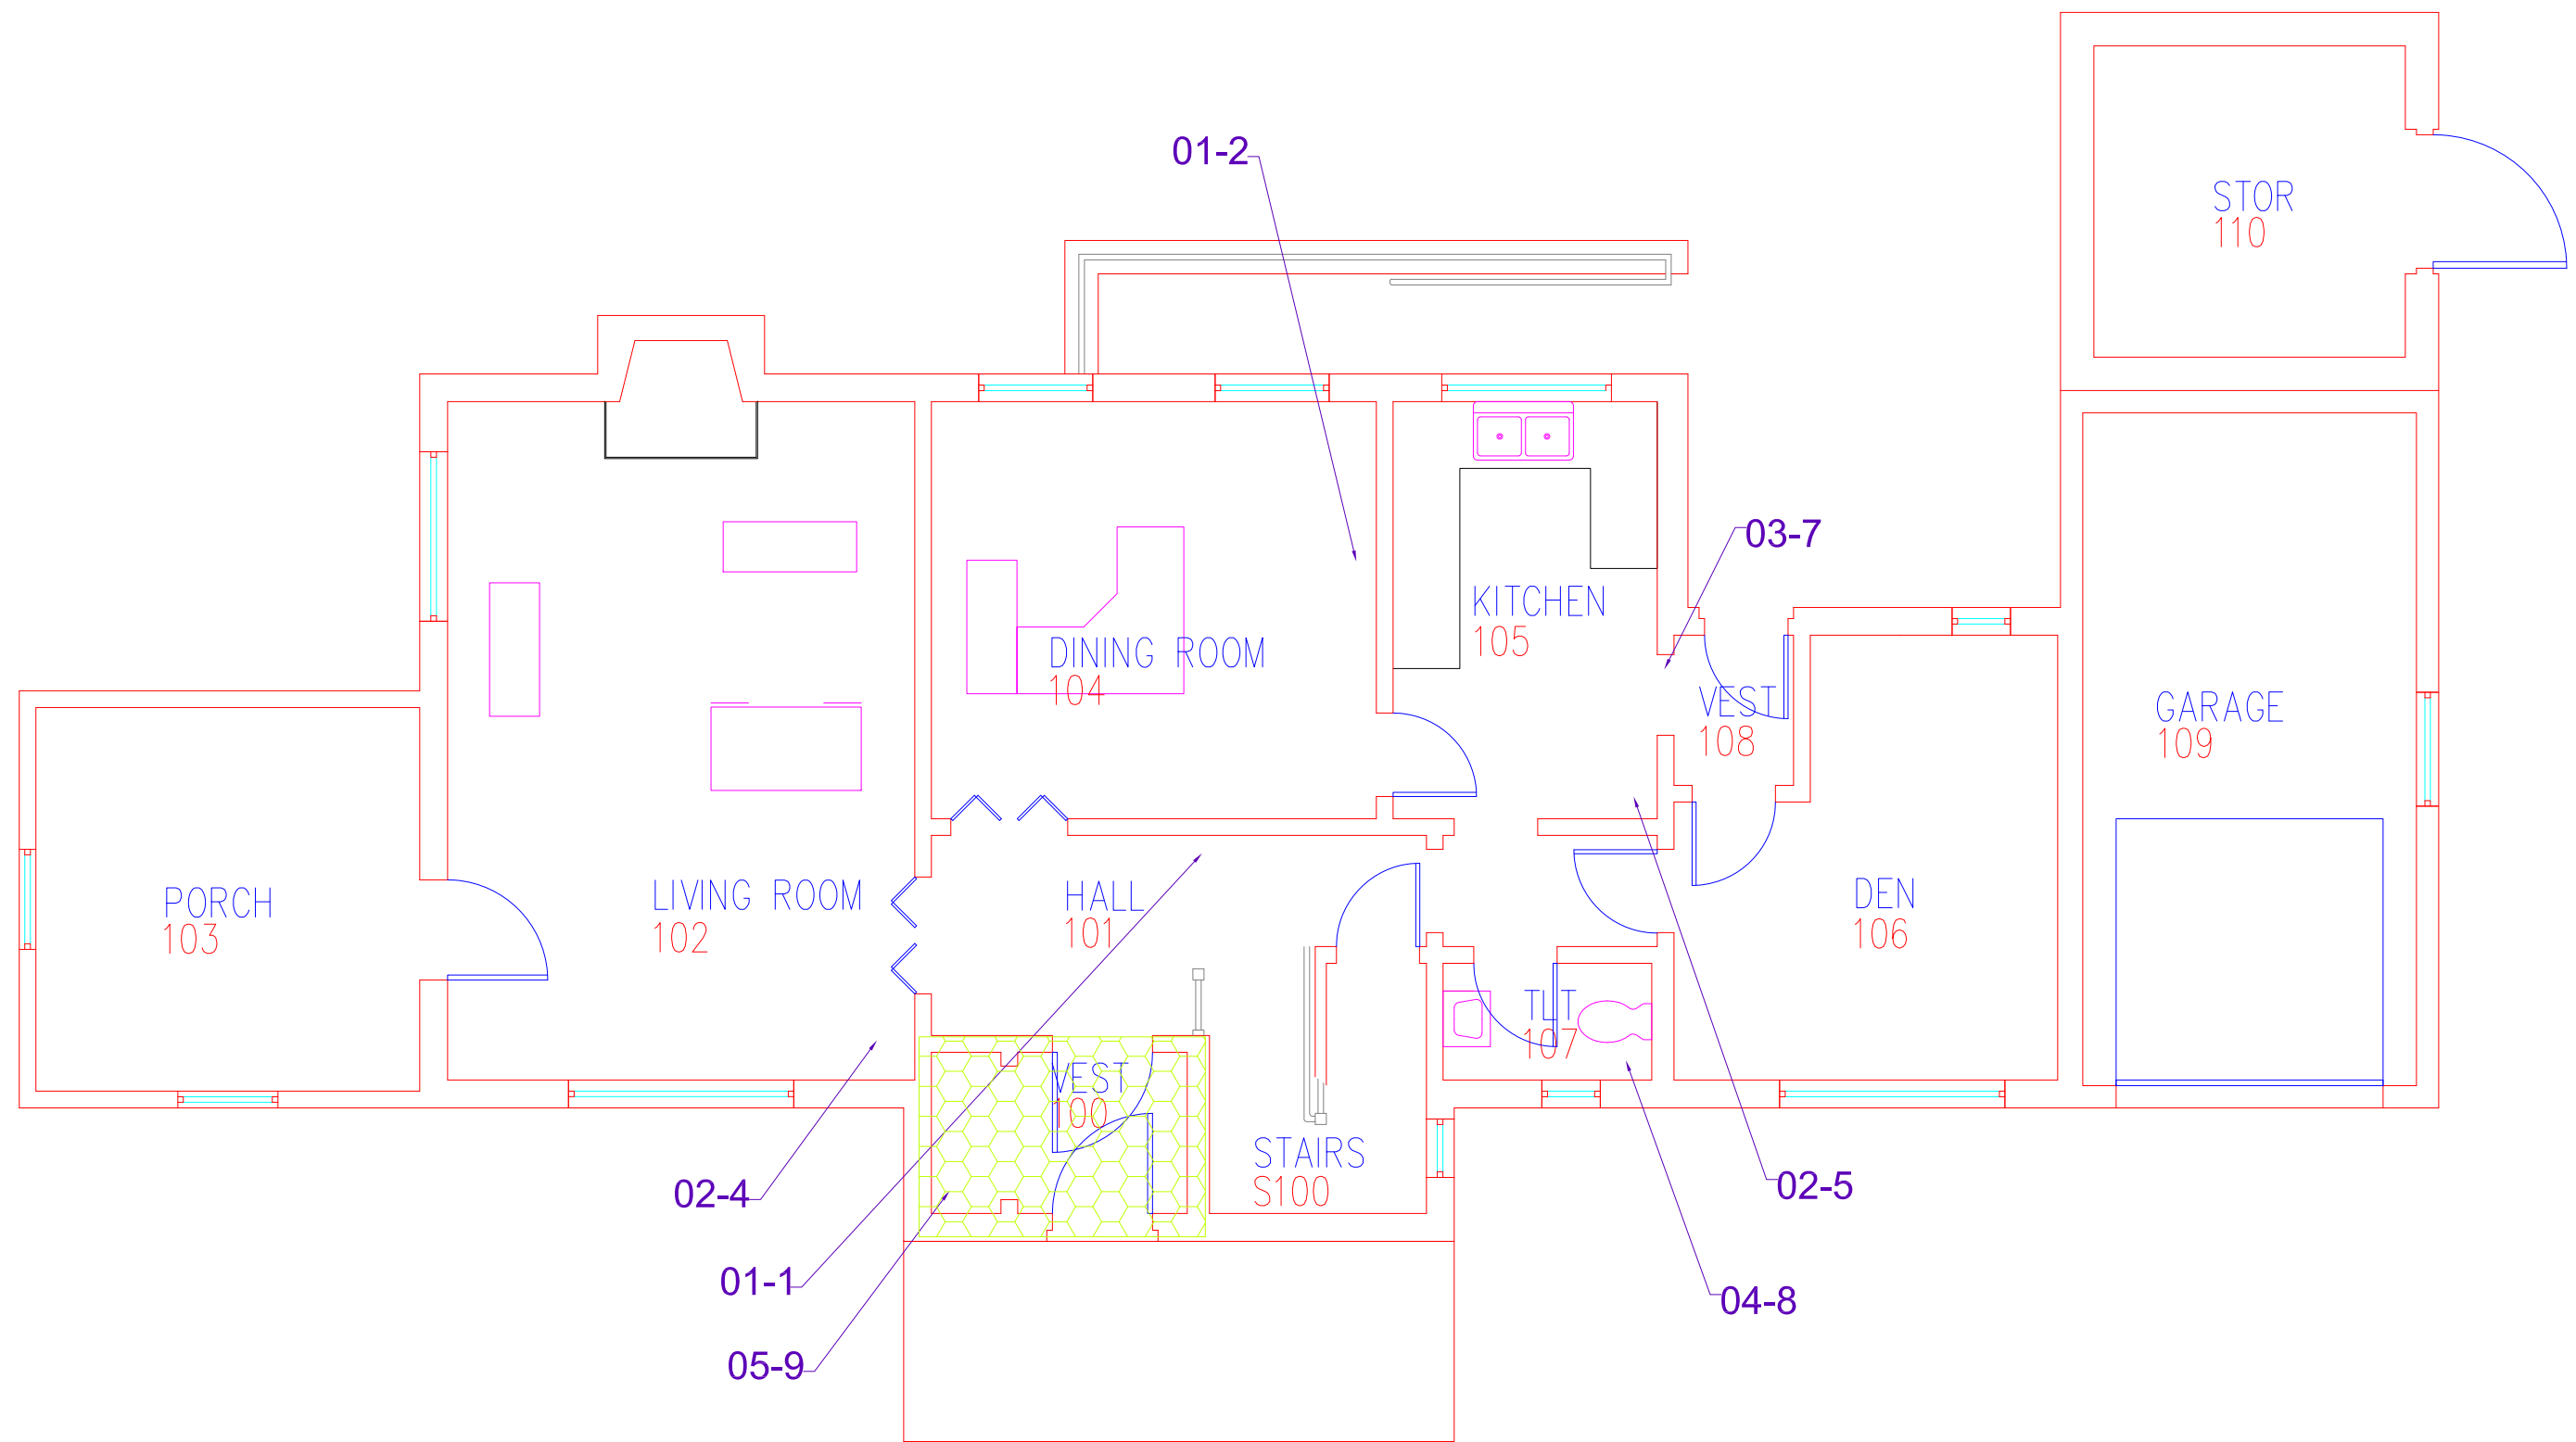 01-2
STOR
110
03-7
KITCHEN
105
DINING ROOM
104
VEST
108
GARAGE
109
PORCH
103
LIVING ROOM
102
HALL
101
DEN
106
TLT
107
VEST
100
STAIRS
S100
02-4
02-5
01-1
04-8
05-9